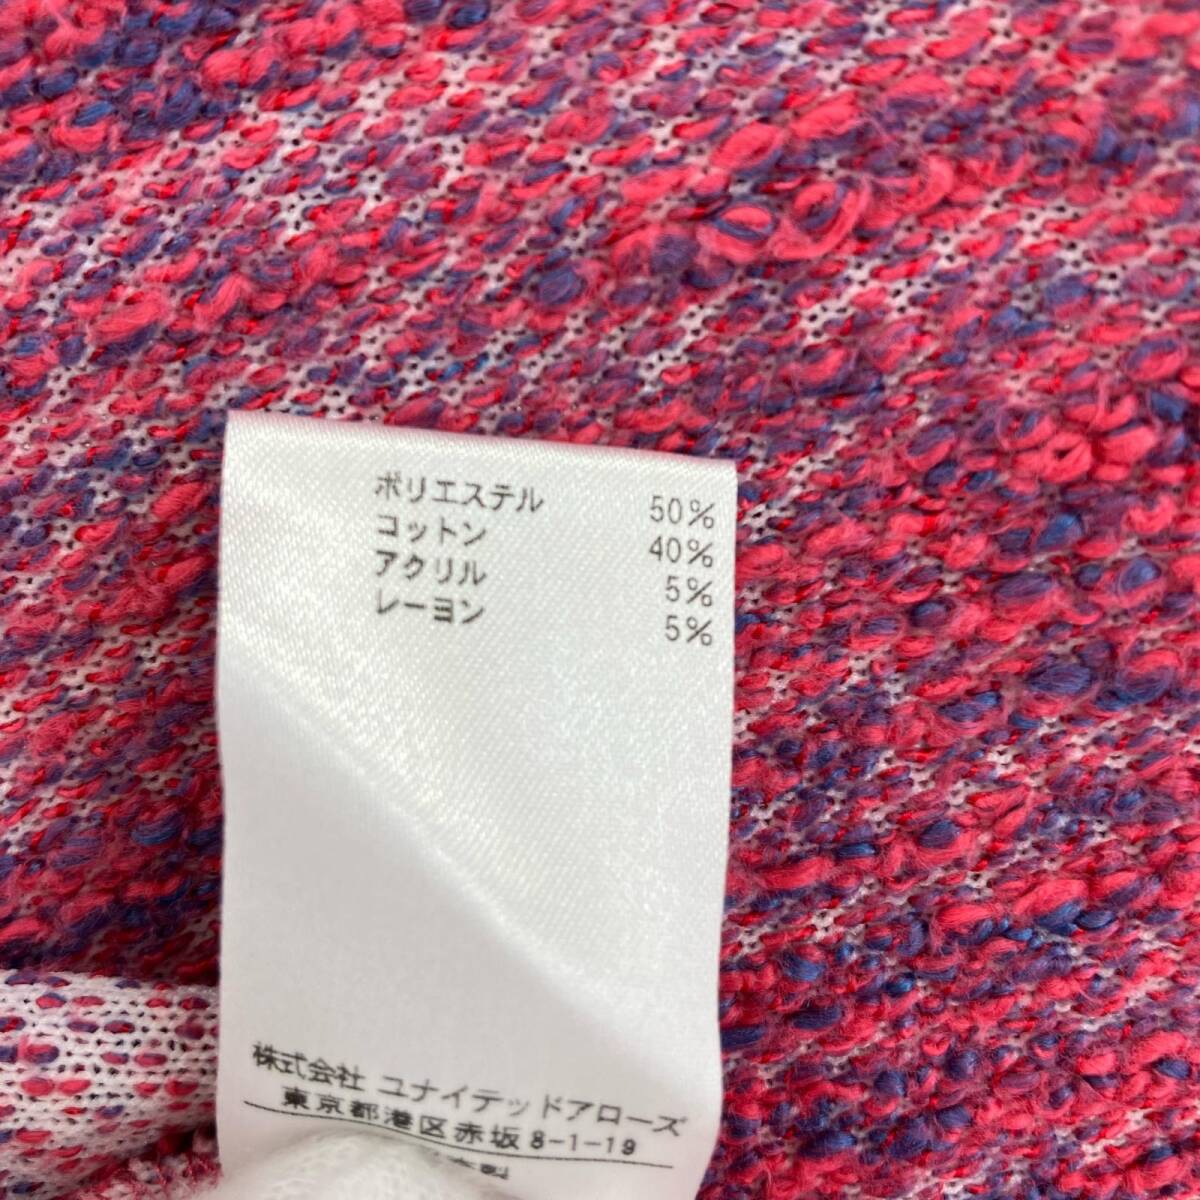 ポリエステル 50%
コットン 40%
アクリル 5%
レーヨン 5%
株式会社 ユナイテッドアローズ
東京都港区赤坂8-1-19